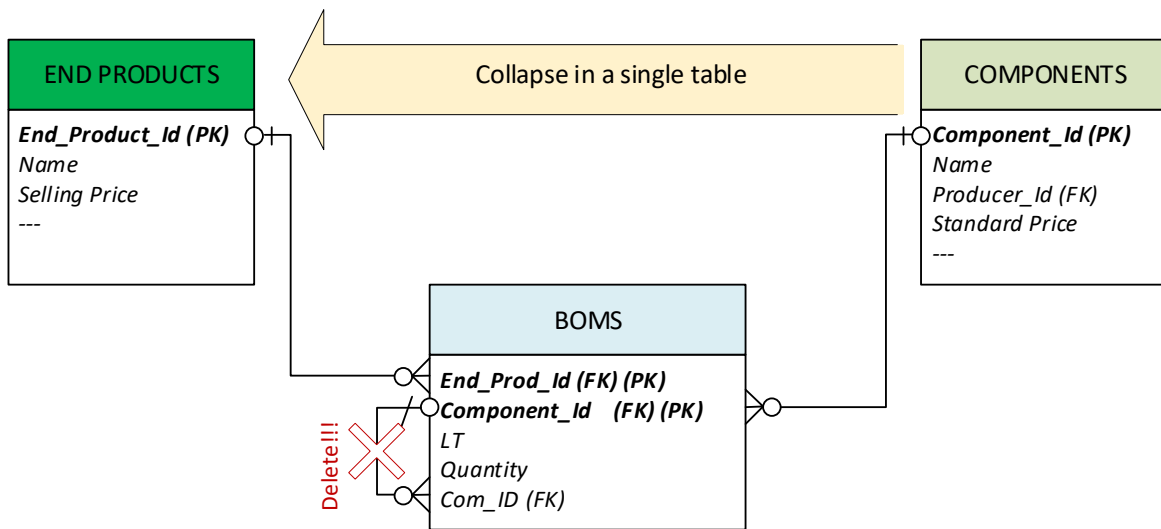 END PRODUCTS
End_Product_Id (PK)
Name
Selling Price
---
Collapse in a single table
COMPONENTS
Component_Id (PK)
Name
Producer_Id (FK)
Standard Price
---
BOMS
End_Prod_Id (FK) (PK)
Component_Id (FK) (PK)
LT
Quantity
Com_ID (FK)
Delete!!!